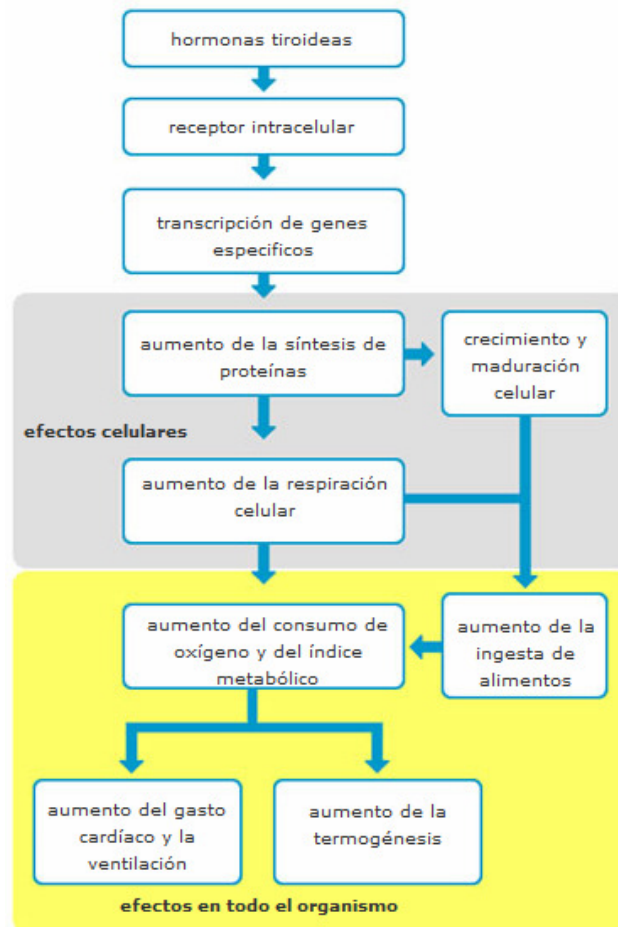 hormonas tiroideas
receptor intracelular
transcripción de genes
especificos
aumento de la síntesis de
proteínas
crecimiento y
maduración
celular
efectos celulares
aumento de la respiración
celular
aumento del consumo de
oxígeno y del índice
metabólico
aumento de la
ingesta de
alimentos
aumento del gasto
cardíaco y la
ventilación
aumento de la
termogénesis
efectos en todo el organismo